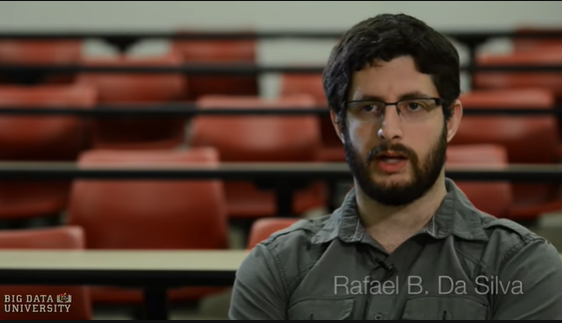 Rafael B. Da Silva
BIG DATA
UNIVERSITY